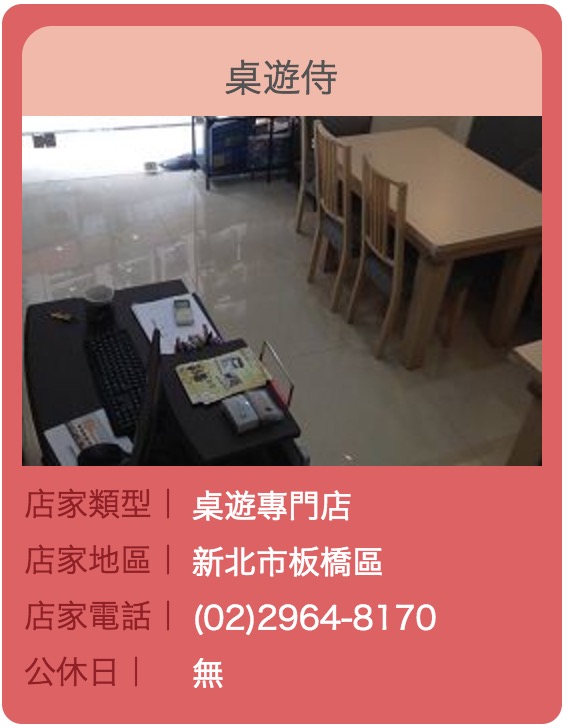 桌遊侍
店家類型｜ 桌遊專門店
店家地區｜ 新北市板橋區
店家電話｜ (02)2964-8170
公休日｜ 無